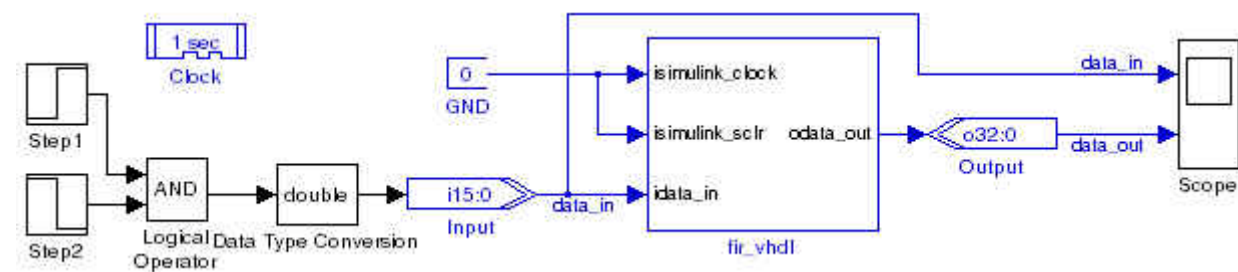 1 sec
Clock
Step1
Step2
AND
Logical
Operator
double
Data Type Conversion
i15:0
Input
data_in
0
GND
isimulink_clock
isimulink_sclr
odata_out
idata_in
fir_vhdl
o32:0
Output
data_in
data_out
Scope